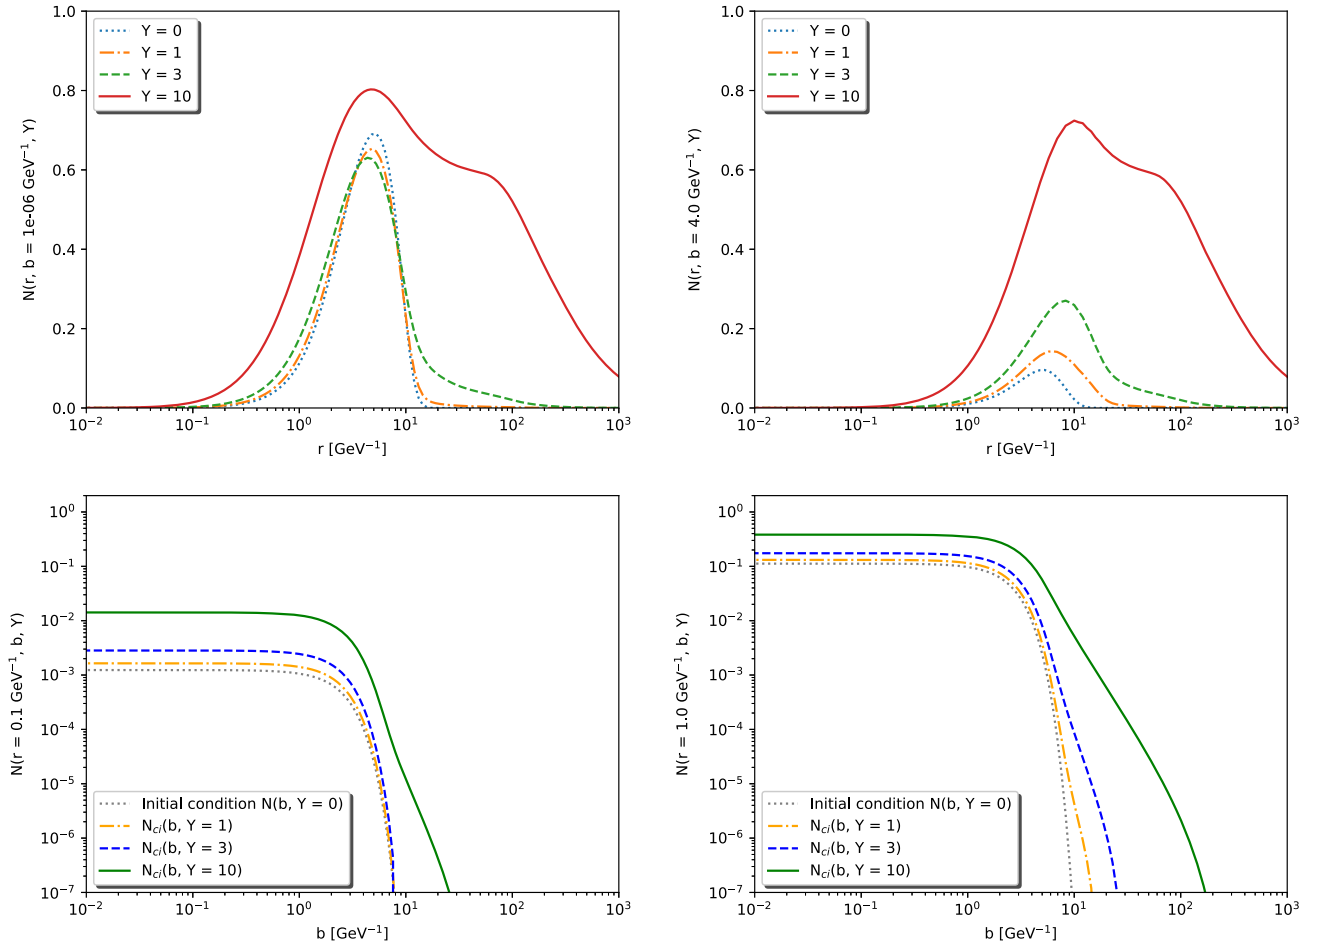 1.0
0.8
0.6
0.4
0.2
0.0
N(r, b = 1e-06 GeV⁻¹, Y)
Y = 0
Y = 1
Y = 3
Y = 10
10⁻² 10⁻¹ 10⁰ 10¹ 10² 10³
r [GeV⁻¹]
1.0
0.8
0.6
0.4
0.2
0.0
N(r, b = 4.0 GeV⁻¹, Y)
Y = 0
Y = 1
Y = 3
Y = 10
10⁻² 10⁻¹ 10⁰ 10¹ 10² 10³
r [GeV⁻¹]
10⁰
10⁻¹
10⁻²
10⁻³
10⁻⁴
10⁻⁵
10⁻⁶
10⁻⁷
N(r = 0.1 GeV⁻¹, b, Y)
Initial condition N(b, Y = 0)
N_ci(b, Y = 1)
N_ci(b, Y = 3)
N_ci(b, Y = 10)
10⁻² 10⁻¹ 10⁰ 10¹ 10² 10³
b [GeV⁻¹]
10⁰
10⁻¹
10⁻²
10⁻³
10⁻⁴
10⁻⁵
10⁻⁶
10⁻⁷
N(r = 1.0 GeV⁻¹, b, Y)
Initial condition N(b, Y = 0)
N_ci(b, Y = 1)
N_ci(b, Y = 3)
N_ci(b, Y = 10)
10⁻² 10⁻¹ 10⁰ 10¹ 10² 10³
b [GeV⁻¹]